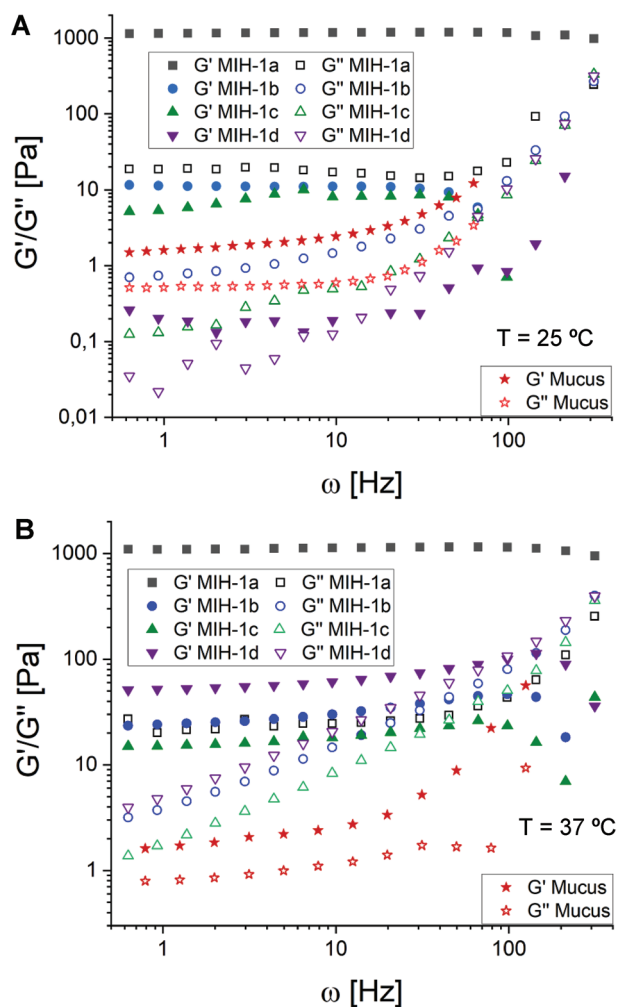 A
1000
G' MIH-1a G'' MIH-1a
G' MIH-1b G'' MIH-1b
G' MIH-1c G'' MIH-1c
G' MIH-1d G'' MIH-1d
100
G'/G'' [Pa]
10
1
0,1
0,01
T = 25 ºC
G' Mucus
G'' Mucus
1 10 100
ω [Hz]
B
1000
G' MIH-1a G'' MIH-1a
G' MIH-1b G'' MIH-1b
G' MIH-1c G'' MIH-1c
G' MIH-1d G'' MIH-1d
100
G'/G'' [Pa]
10
1
T = 37 ºC
G' Mucus
G'' Mucus
1 10 100
ω [Hz]